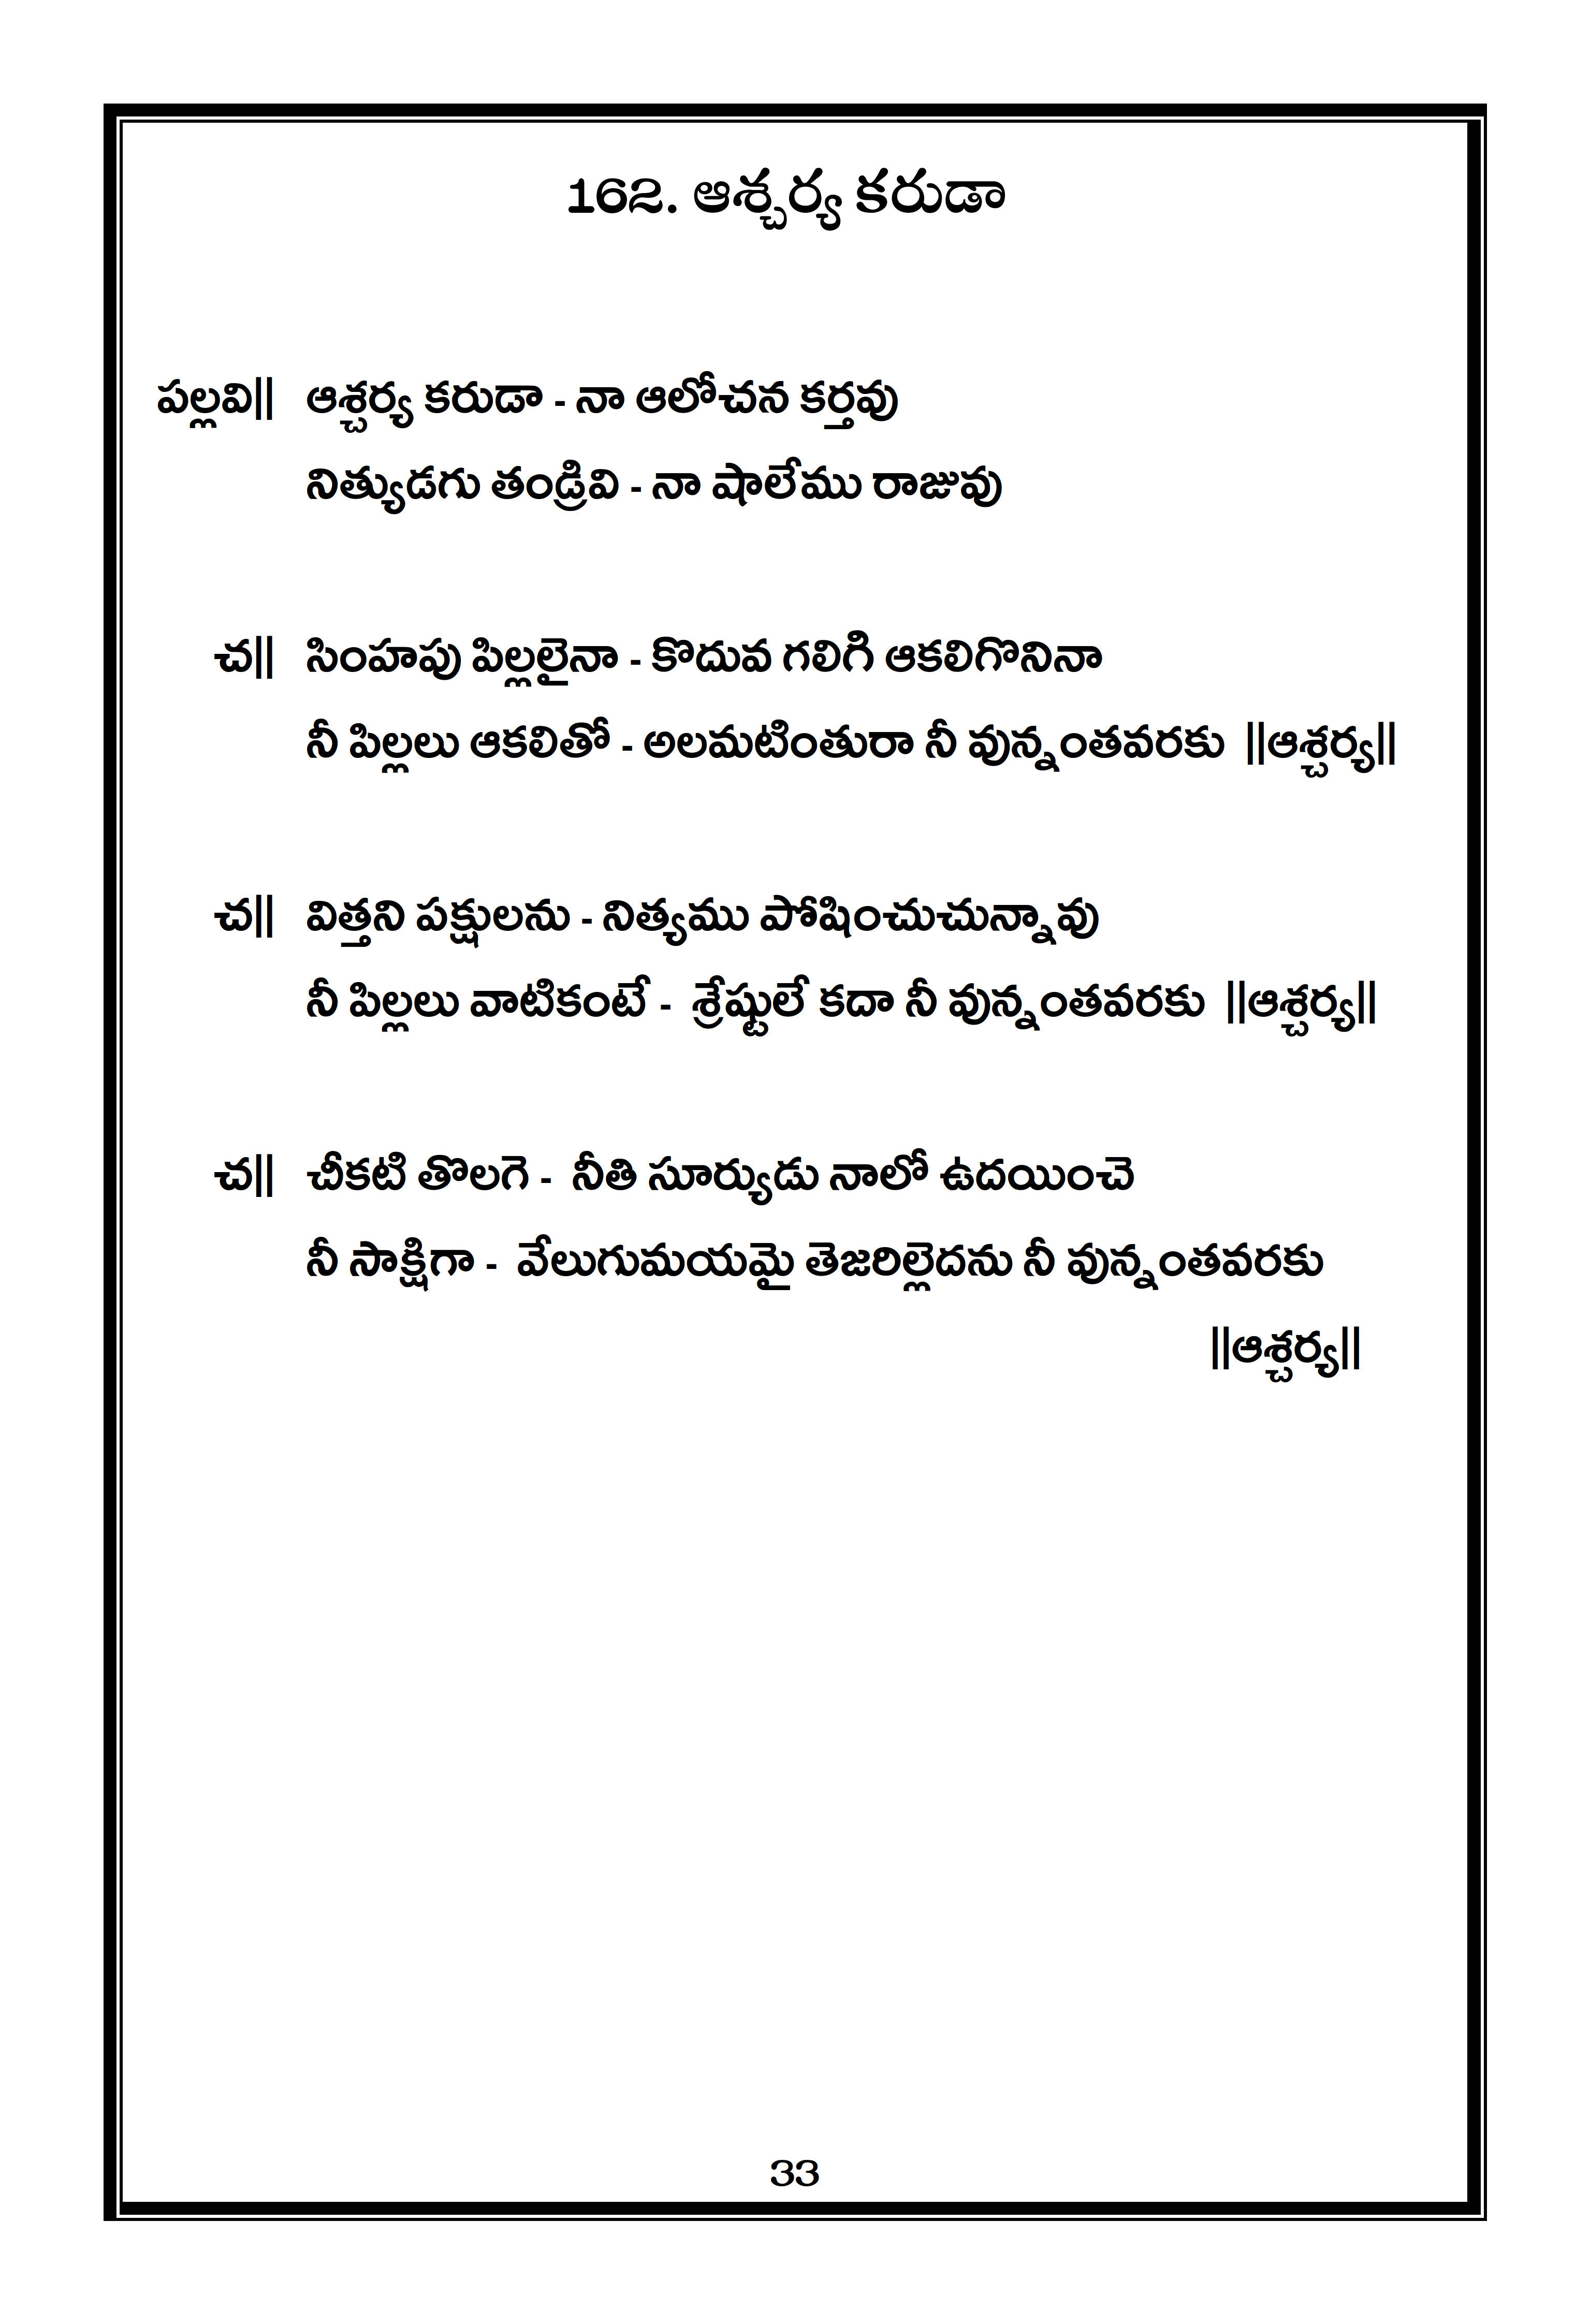 162. ఆశ్చర్య కరుడా
పల్లవి|| ఆశ్చర్య కరుడా - నా ఆలోచన కర్తవు
నిత్యుడగు తండ్రివి - నా షాలేము రాజువు
చ|| సింహపు పిల్లలైనా - కొదువ గలిగి ఆకలిగొనినా
నీ పిల్లలు ఆకలితో - అలమటింతురా నీ వున్నంతవరకు ||ఆశ్చర్య||
చ|| విత్తని పక్షులను - నిత్యము పోషించుచున్నావు
నీ పిల్లలు వాటికంటే - శ్రేష్టులే కదా నీ వున్నంతవరకు ||ఆశ్చర్య||
చ|| చీకటి తొలగె - నీతి సూర్యుడు నాలో ఉదయించె
నీ సాక్షిగా - వేలుగుమయమై తెజరిల్లెదను నీ వున్నంతవరకు
||ఆశ్చర్య||
33